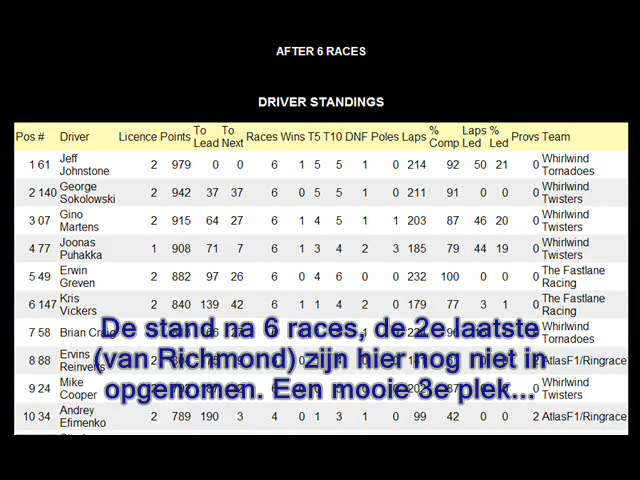 AFTER 6 RACES
DRIVER STANDINGS
Pos # Driver Licence Points To Lead To Next Races Wins T5 T10 DNF Poles Laps % Comp Laps Led % Led Provs Team
1 61 Jeff Johnstone 2 979 0 0 6 1 5 5 1 0 214 92 50 21 0 Whirlwind Tornadoes
2 140 George Sokolowski 2 942 37 37 6 0 5 5 1 0 211 91 0 0 0 Whirlwind Twisters
3 07 Gino Martens 2 915 64 27 6 1 4 5 1 1 203 87 46 20 0 Whirlwind Twisters
4 77 Joonas Puhakka 1 908 71 7 6 1 3 4 2 3 185 79 44 19 0 Whirlwind Tornadoes
5 49 Erwin Greven 2 882 97 26 6 0 4 6 0 0 232 100 0 0 0 The Fastlane Racing
6 147 Kris Vickers 2 840 139 42 6 1 1 4 2 0 179 77 3 1 0 The Fastlane Racing
7 58 Brian Craig Whirlwind Tornadoes
8 88 Ervins AtlasF1/Ringrace
9 24 Mike Cooper Whirlwind
10 34 Andrey Efimenko 2 789 190 3 4 0 1 3 1 0 99 42 0 0 2 AtlasF1/Ringrace
De stand na 6 races, de 2e laatste
(van Richmond) zijn hier nog niet in
opgenomen. Een mooie 3e plek...